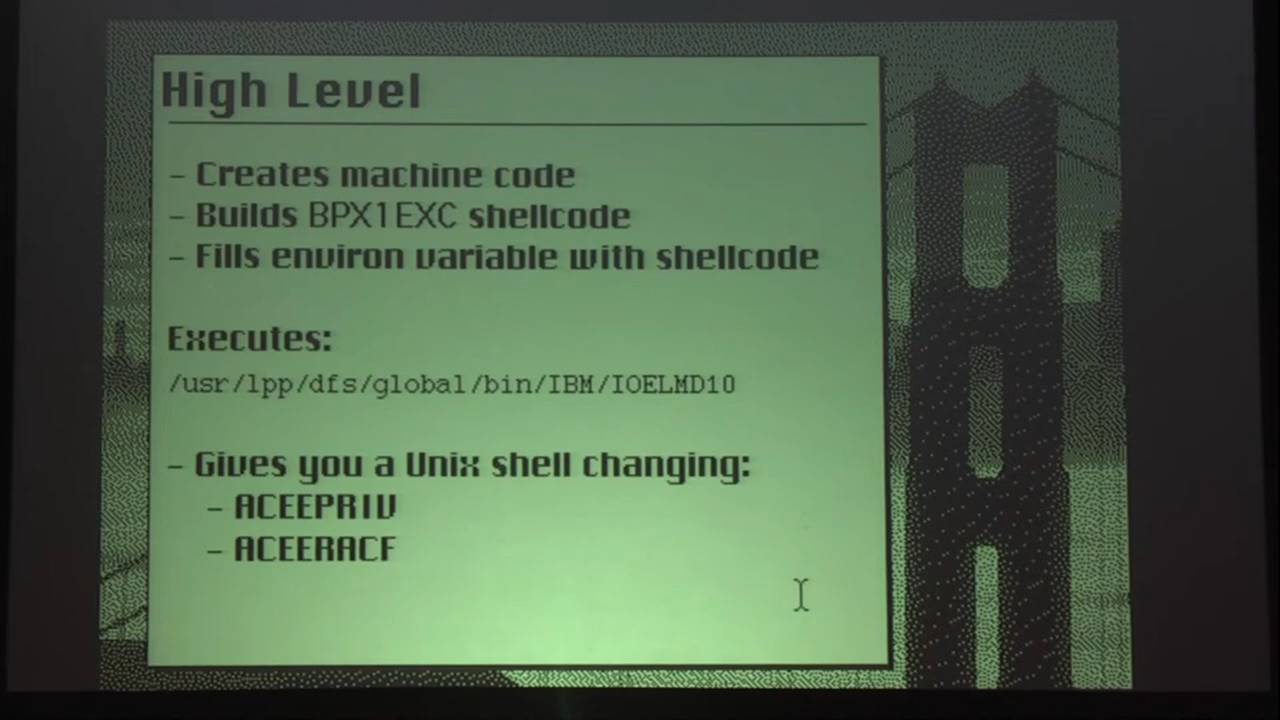 High Level
- Creates machine code
- Builds BPX1EXC shellcode
- Fills environ variable with shellcode
Executes:
/usr/lpp/dfs/global/bin/IBM/IOELMD10
- Gives you a Unix shell changing:
- ACEEPRIV
- ACEERACF